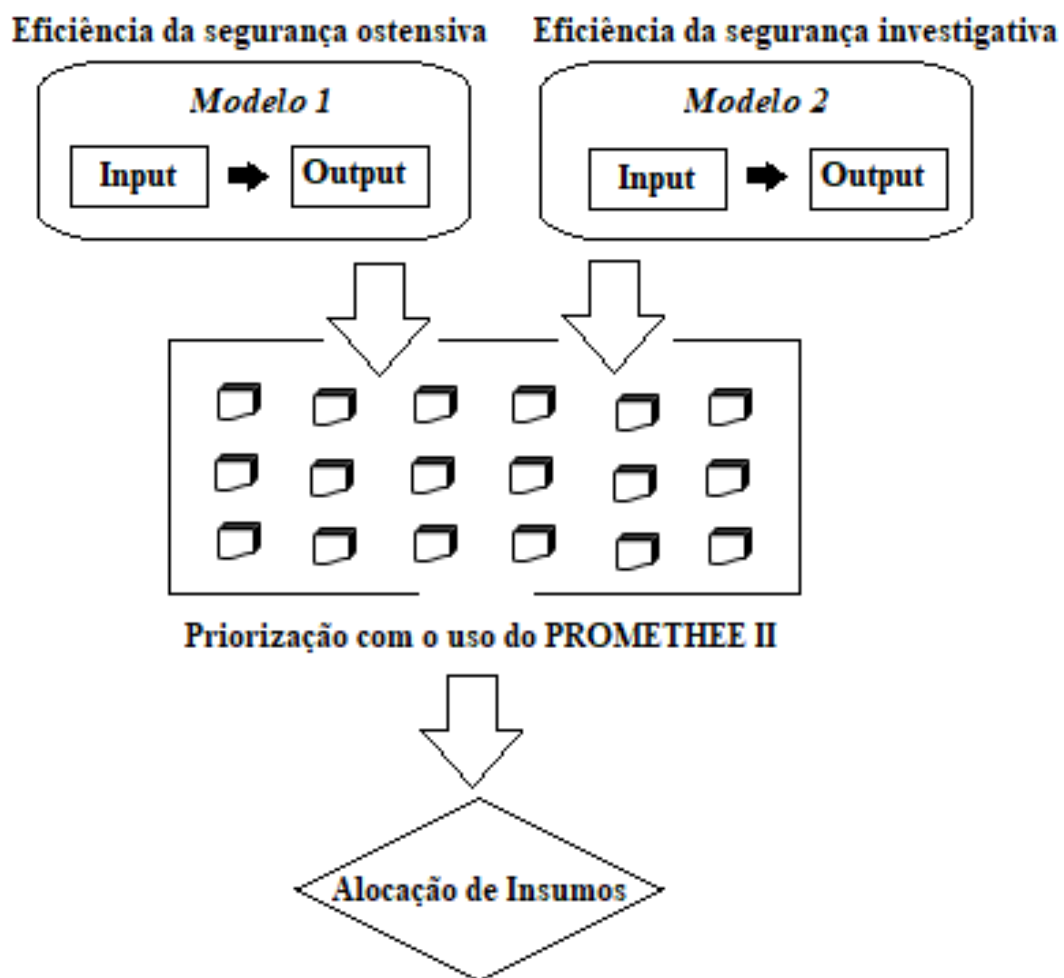 Eficiência da segurança ostensiva
Eficiência da segurança investigativa
Modelo 1
Modelo 2
Input
Output
Input
Output
Priorização com o uso do PROMETHEE II
Alocação de Insumos